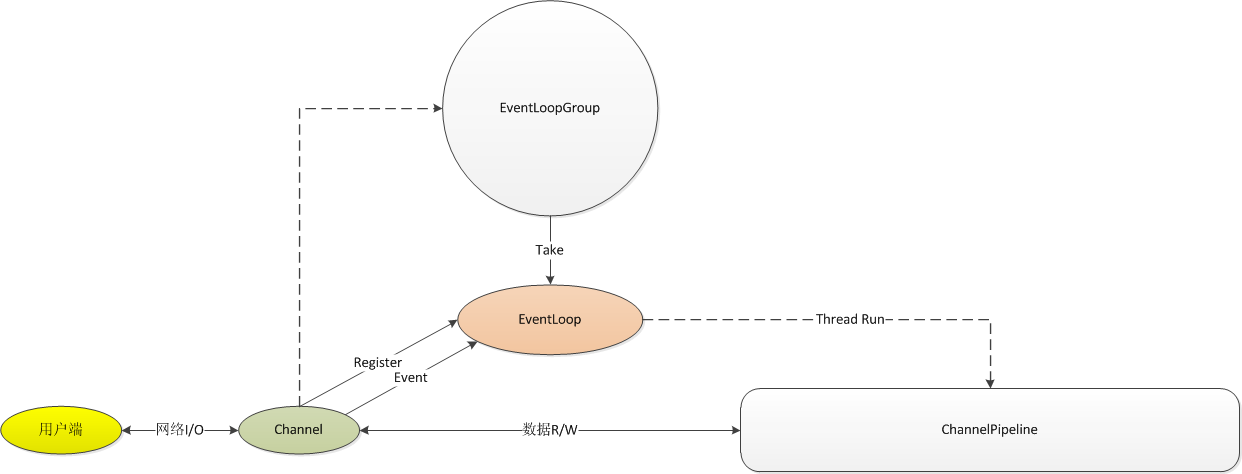 EventLoopGroup
Take
EventLoop
Thread Run
Register
Event
用户端
网络I/O
Channel
数据R/W
ChannelPipeline